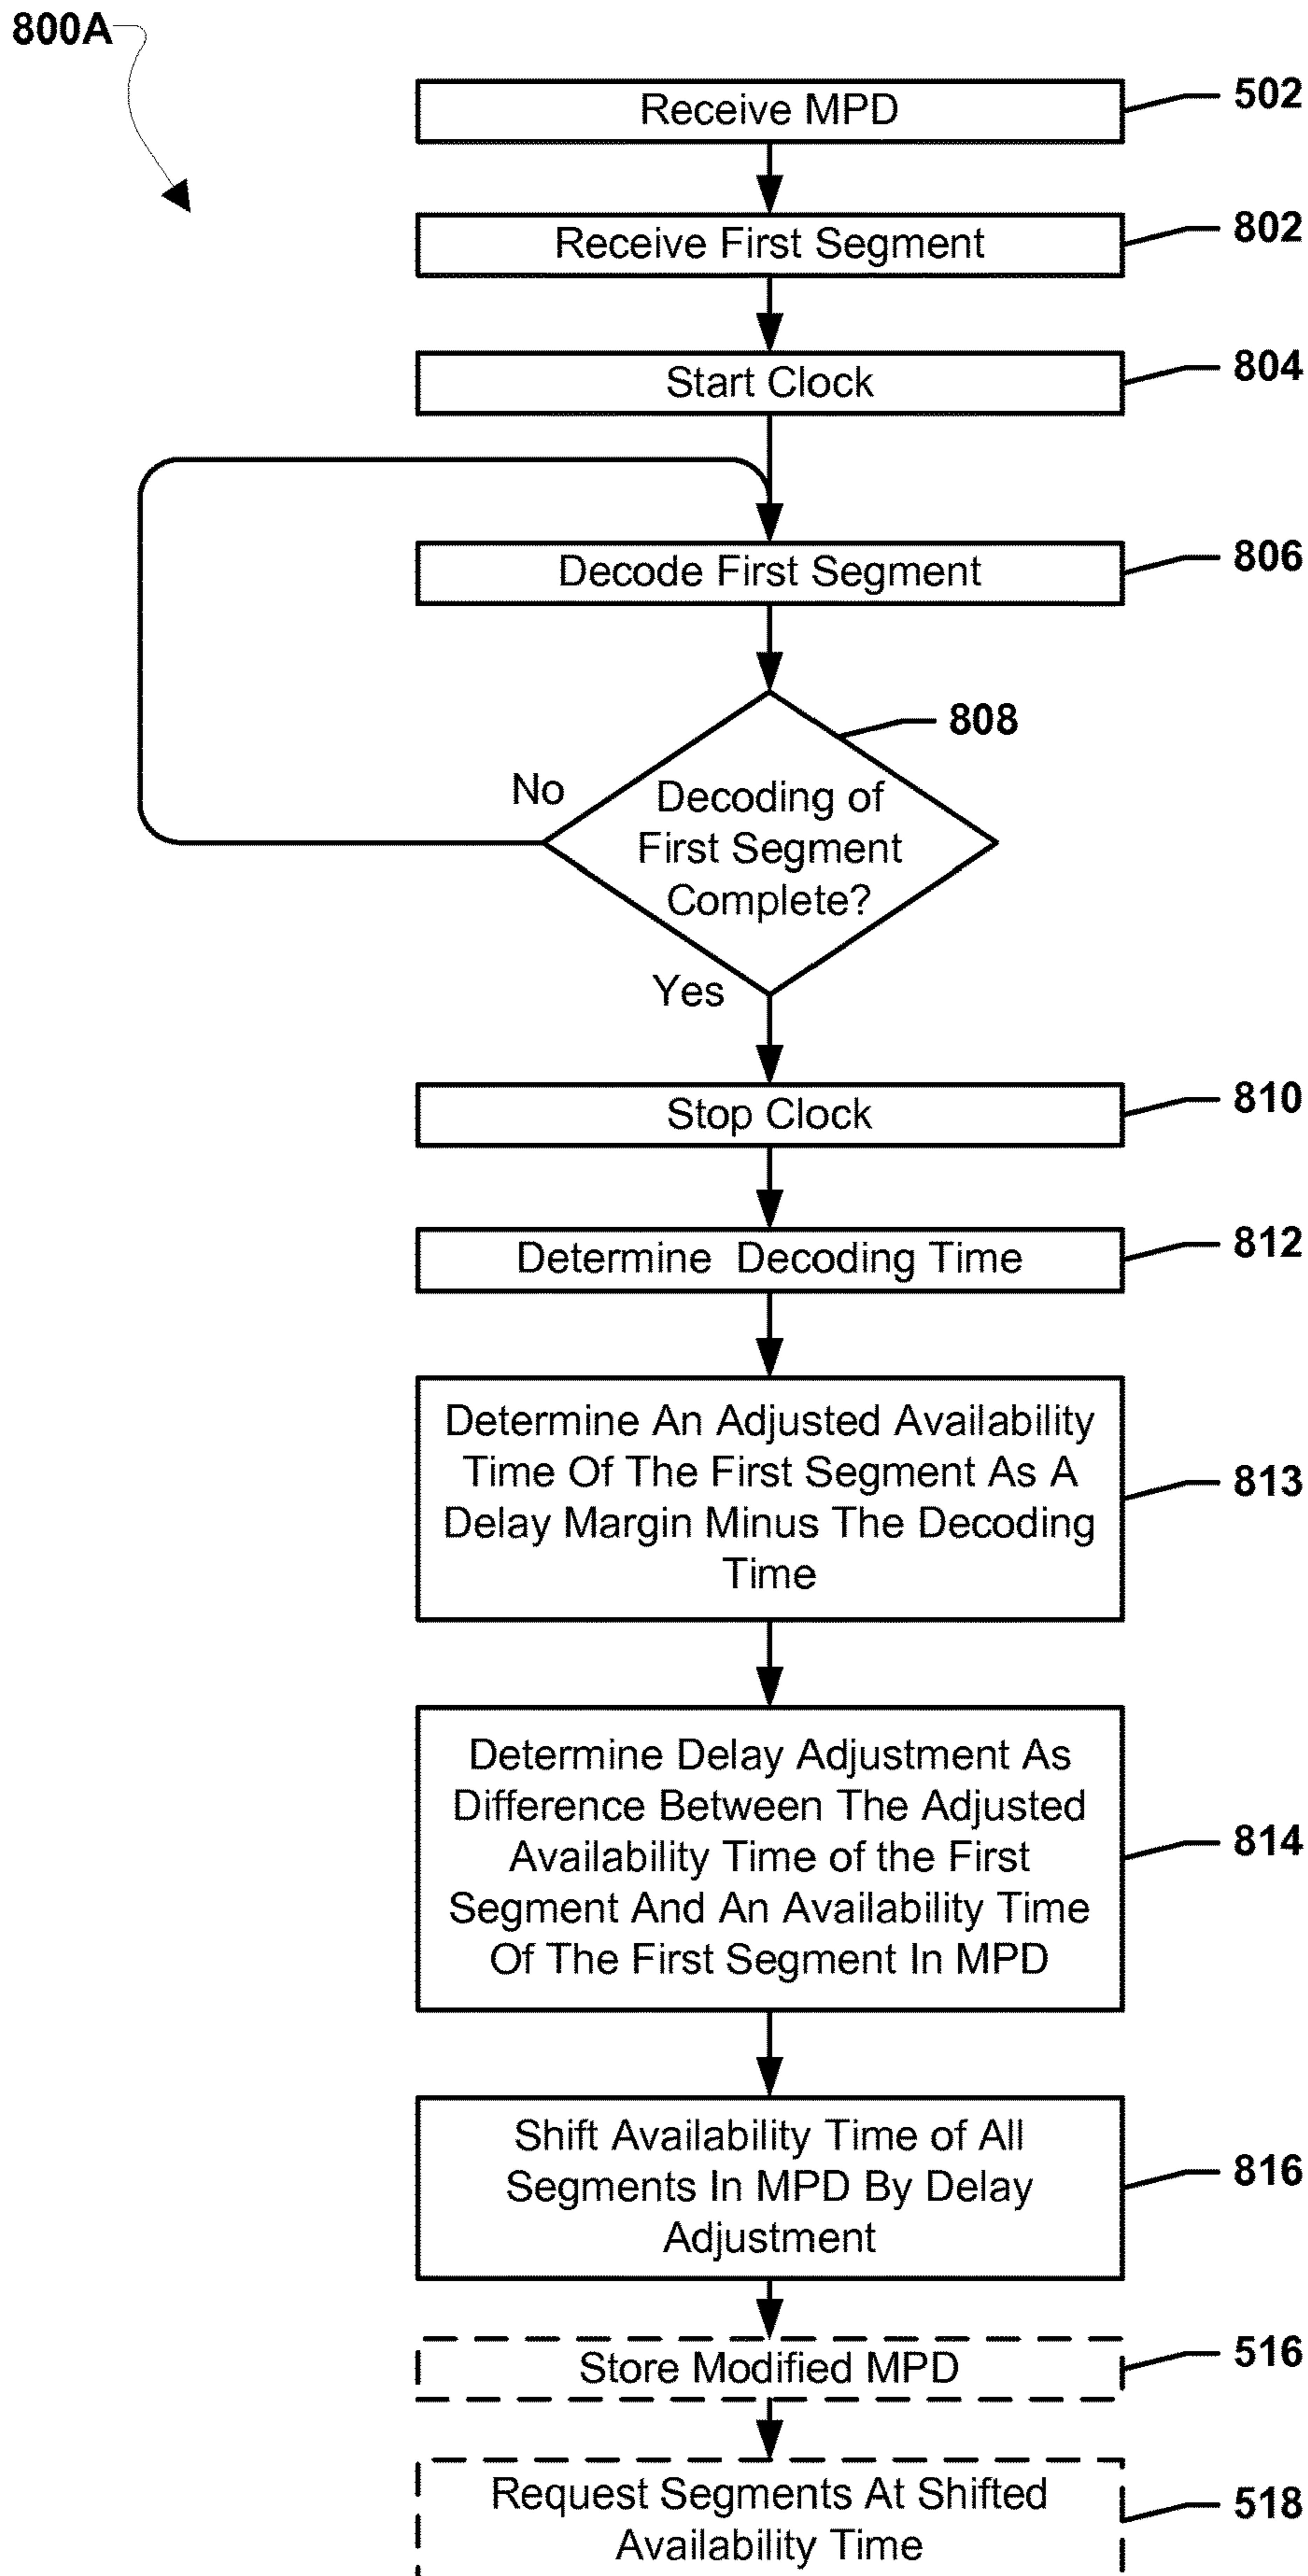 800A
Receive MPD
502
Receive First Segment
802
Start Clock
804
Decode First Segment
806
808
No
Decoding of
First Segment
Complete?
Yes
Stop Clock
810
Determine Decoding Time
812
Determine An Adjusted Availability
Time Of The First Segment As A
Delay Margin Minus The Decoding
Time
813
Determine Delay Adjustment As
Difference Between The Adjusted
Availability Time of the First
Segment And An Availability Time
Of The First Segment In MPD
814
Shift Availability Time of All
Segments In MPD By Delay
Adjustment
816
Store Modified MPD
516
Request Segments At Shifted
Availability Time
518